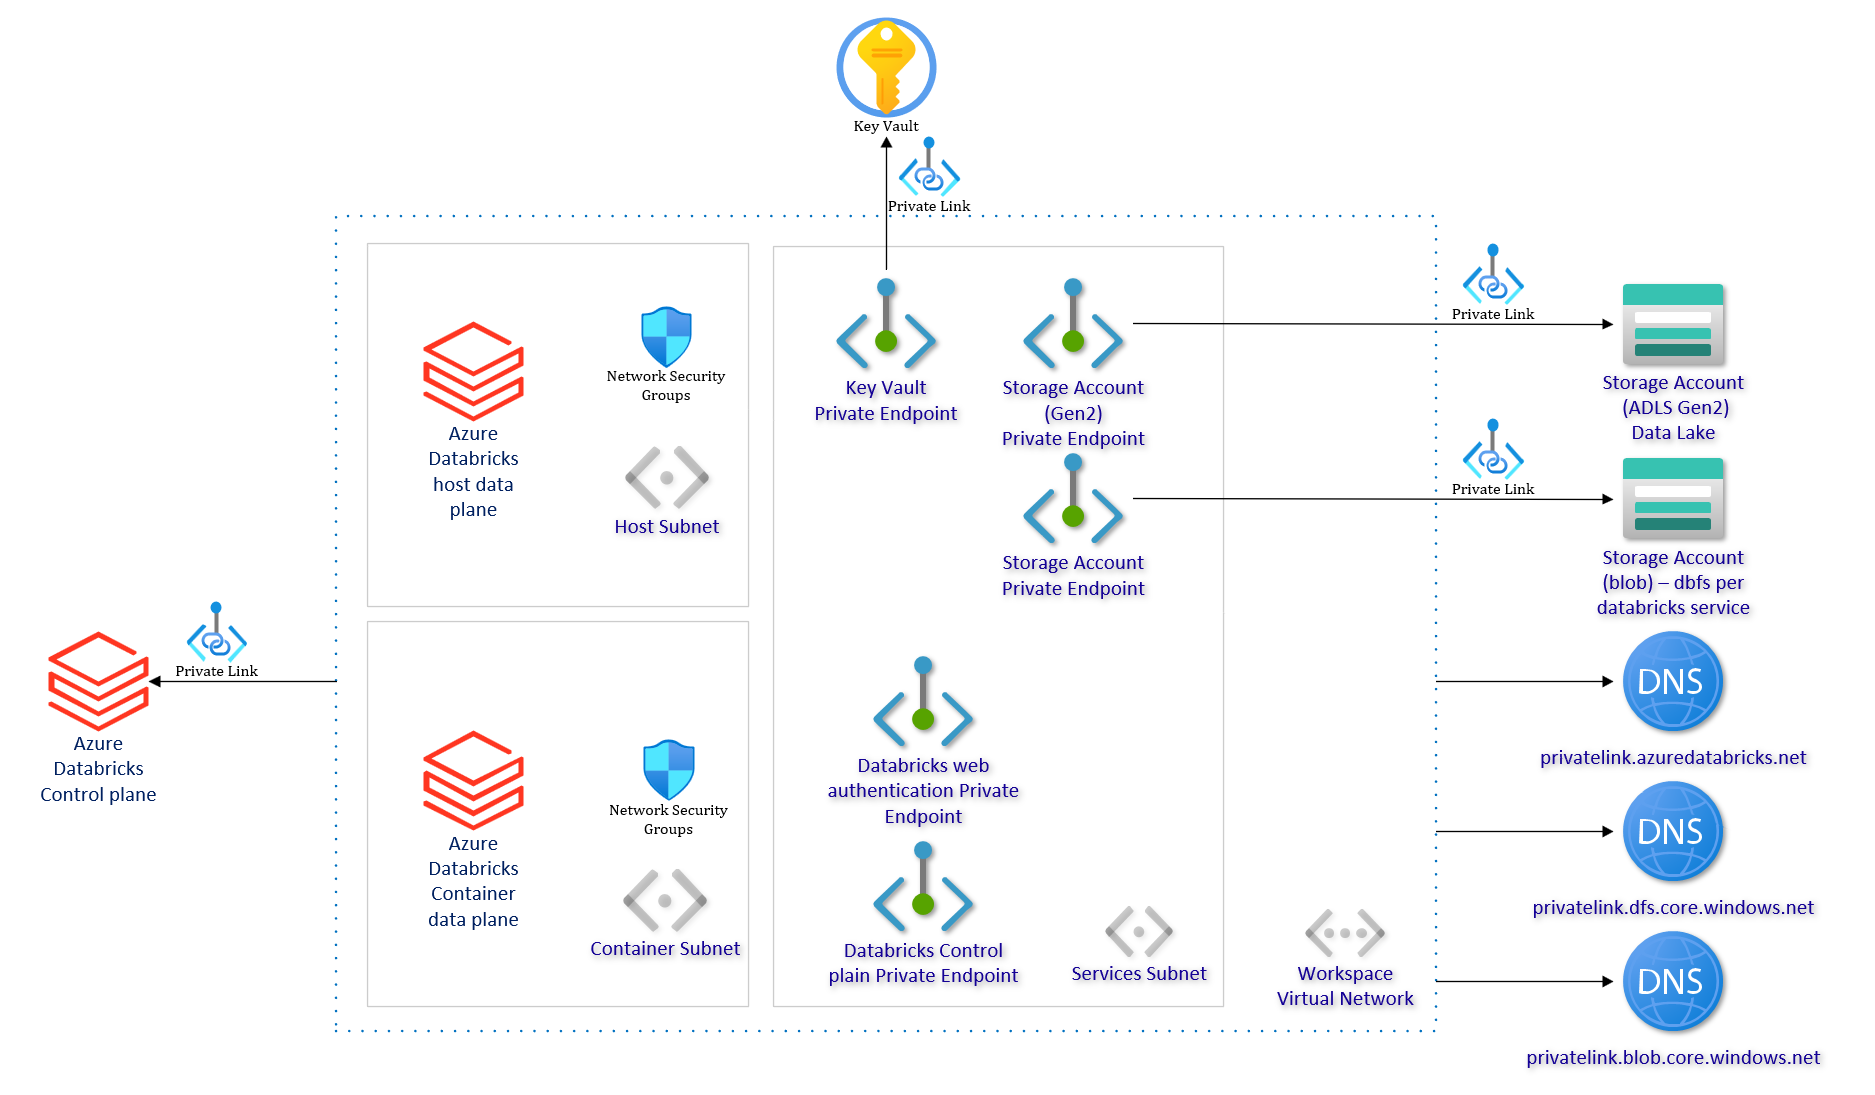 Key Vault
Private Link
Azure
Databricks
host data
plane
Network Security
Groups
Host Subnet
Key Vault
Private Endpoint
Storage Account
(Gen2)
Private Endpoint
Storage Account
Private Endpoint
Private Link
Storage Account
(ADLS Gen2)
Data Lake
Private Link
Storage Account
(blob) – dbfs per
databricks service
Private Link
Azure
Databricks
Control plane
Azure
Databricks
Container
data plane
Network Security
Groups
Container Subnet
Databricks web
authentication Private
Endpoint
Databricks Control
plain Private Endpoint
Services Subnet
Workspace
Virtual Network
DNS
privatelink.azuredatabricks.net
DNS
privatelink.dfs.core.windows.net
DNS
privatelink.blob.core.windows.net